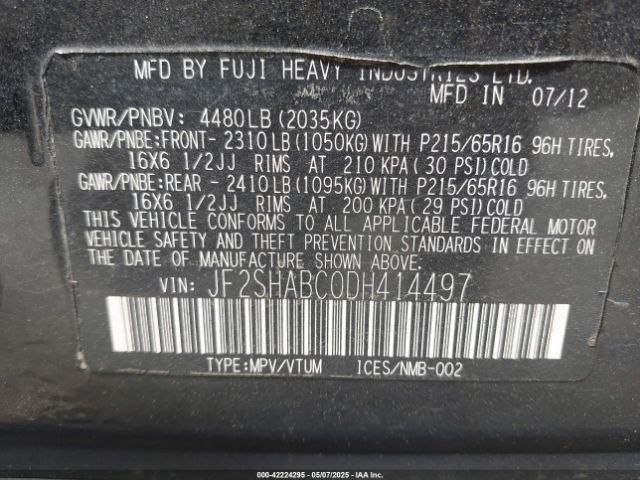 MFD BY FUJI HEAVY INDUSTRIES LTD.
MFD IN 07/12
GVWR/PNBV: 4480LB(2035KG)
GAWR/PNBE:FRONT- 2310LB(1050KG)WITH P215/65R16 96H TIRES,
16X6 1/2JJ RIMS AT 210 KPA(30 PSI)COLD
GAWR/PNBE:REAR - 2410LB(1095KG)WITH P215/65R16 96H TIRES,
16X6 1/2JJ RIMS AT 200 KPA(29 PSI)COLD
THIS VEHICLE CONFORMS TO ALL APPLICABLE FEDERAL MOTOR
VEHICLE SAFETY AND THEFT PREVENTION STANDARDS IN EFFECT ON
THE DATE OF MANUFACTURE SHOWN ABOVE.
VIN: JF2SHABC0DH414497
TYPE:MPV/VTUM ICES/NMB-002
000-42224295 - 05/07/2025 - IAA Inc. - Copyright